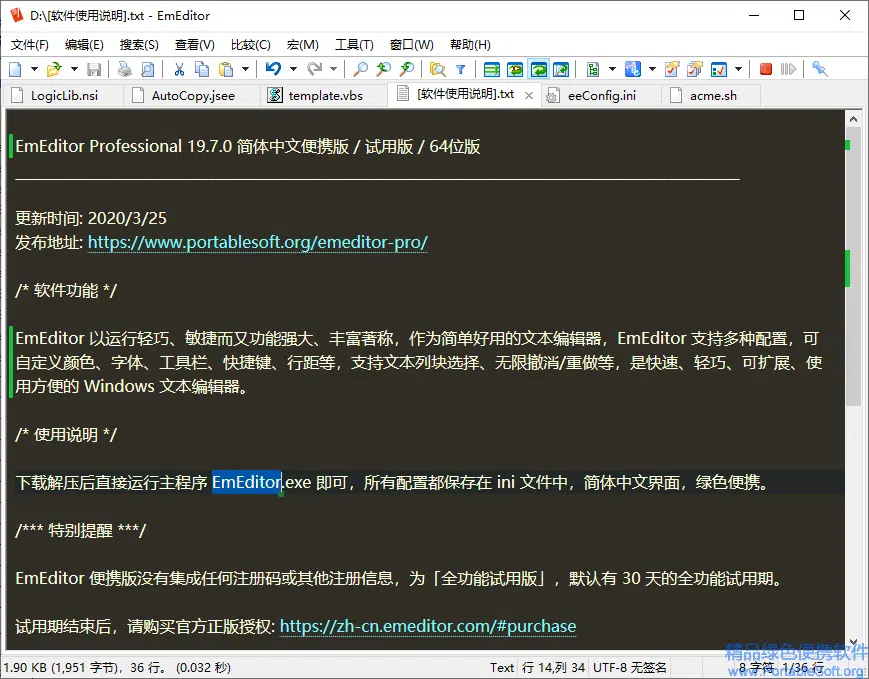 D:\[软件使用说明].txt - EmEditor
文件(F) 编辑(E) 搜索(S) 查看(V) 比较(C) 宏(M) 工具(T) 窗口(W) 帮助(H)
LogicLib.nsi AutoCopy.jsee template.vbs [软件使用说明].txt eeConfig.ini acme.sh
EmEditor Professional 19.7.0 简体中文便携版 / 试用版 / 64位版
更新时间: 2020/3/25
发布地址: https://www.portablesoft.org/emeditor-pro/
/* 软件功能 */
EmEditor 以运行轻巧、敏捷而又功能强大、丰富著称，作为简单好用的文本编辑器，EmEditor 支持多种配置，可
自定义颜色、字体、工具栏、快捷键、行距等，支持文本列块选择、无限撤消/重做等，是快速、轻巧、可扩展、使
用方便的 Windows 文本编辑器。
/* 使用说明 */
下载解压后直接运行主程序 EmEditor.exe 即可，所有配置都保存在 ini 文件中，简体中文界面，绿色便携。
/*** 特别提醒 ***/
EmEditor 便携版没有集成任何注册码或其他注册信息，为「全功能试用版」，默认有 30 天的全功能试用期。
试用期结束后，请购买官方正版授权: https://zh-cn.emeditor.com/#purchase
精品绿色便携软件
1.90 KB (1,951 字节)，36 行。 (0.032 秒) Text 行 14,列 34 UTF-8 无签名 8 字符 1/36 行
www.PortableSoft.org